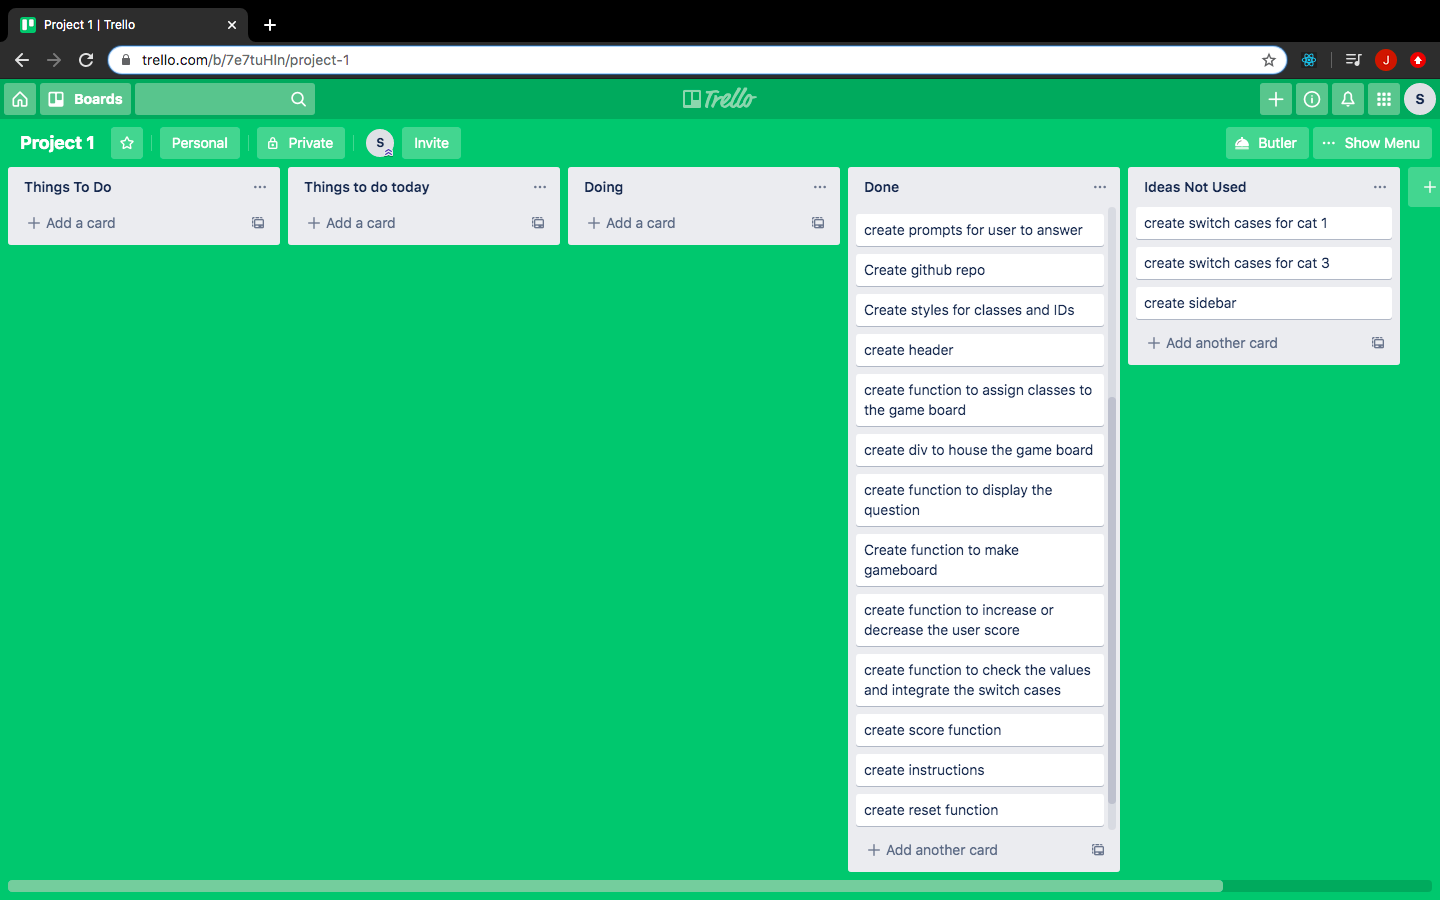 Project 1 | Trello
trello.com/b/7e7tuHln/project-1
J
Boards
Trello
S
Project 1
Personal
Private
S
Invite
Butler
Show Menu
Things To Do
Add a card
Things to do today
Add a card
Doing
Add a card
Done
create prompts for user to answer
Create github repo
Create styles for classes and IDs
create header
create function to assign classes to
the game board
create div to house the game board
create function to display the
question
Create function to make
gameboard
create function to increase or
decrease the user score
create function to check the values
and integrate the switch cases
create score function
create instructions
create reset function
Add another card
Ideas Not Used
create switch cases for cat 1
create switch cases for cat 3
create sidebar
Add another card